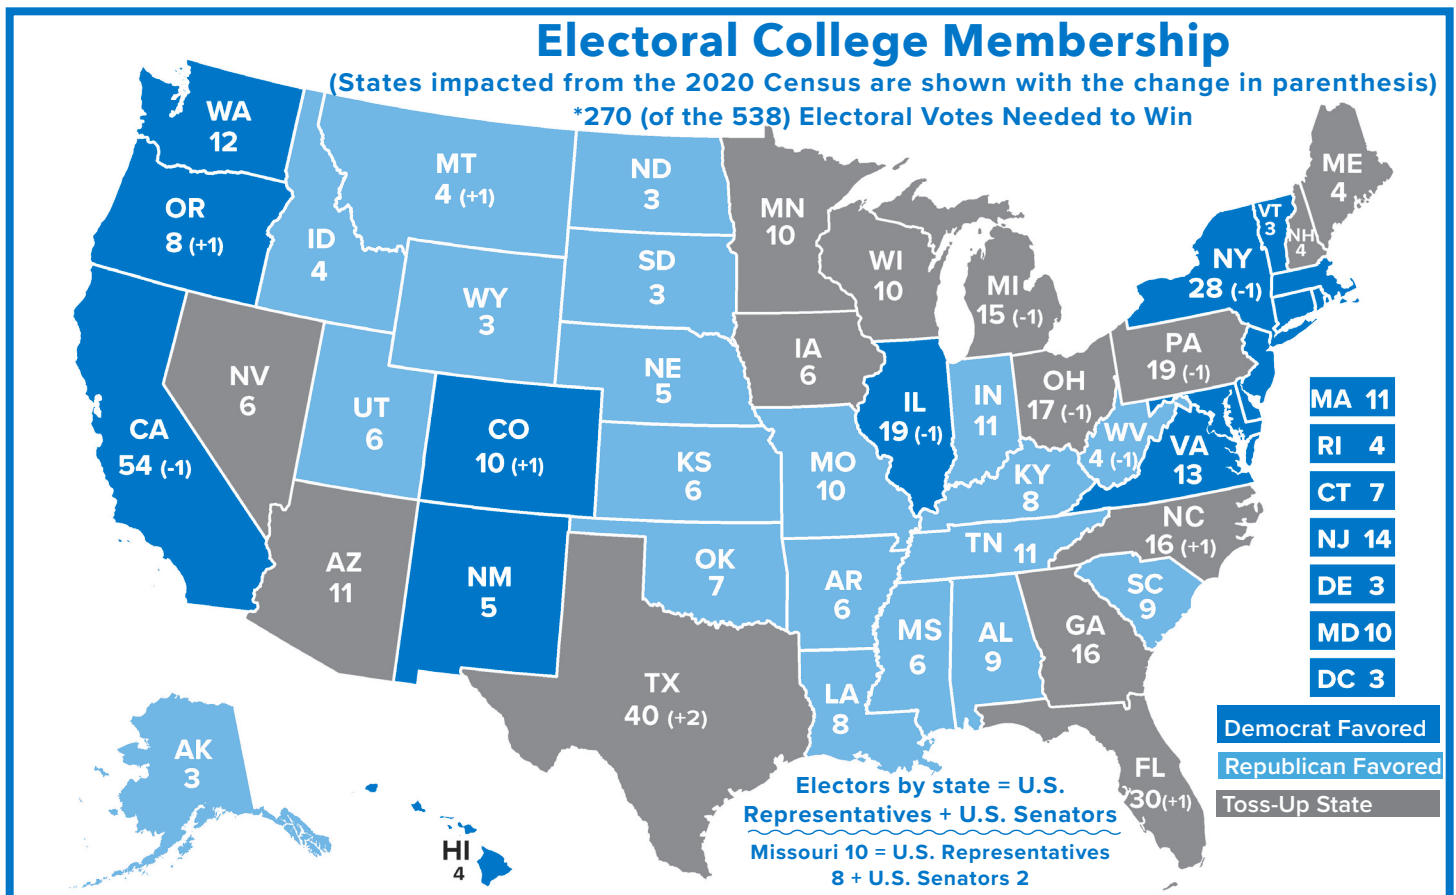 Electoral College Membership
(States impacted from the 2020 Census are shown with the change in parenthesis)
*270 (of the 538) Electoral Votes Needed to Win
WA
12
OR
8 (+1)
CA
54 (-1)
NV
6
ID
4
MT
4 (+1)
WY
3
UT
6
AZ
11
CO
10 (+1)
NM
5
ND
3
SD
3
NE
5
KS
6
OK
7
TX
40 (+2)
MN
10
IA
6
MO
10
AR
6
LA
8
WI
10
IL
19 (-1)
MI
15 (-1)
IN
11
OH
17 (-1)
KY
8
TN 11
MS
6
AL
9
GA
16
FL
30(+1)
SC
9
NC
16 (+1)
VA
13
WV
4 (-1)
PA
19 (-1)
NY
28 (-1)
VT
3
NH
4
ME
4
MA 11
RI 4
CT 7
NJ 14
DE 3
MD 10
DC 3
AK
3
HI
4
Democrat Favored
Republican Favored
Toss-Up State
Electors by state = U.S.
Representatives + U.S. Senators
Missouri 10 = U.S. Representatives
8 + U.S. Senators 2